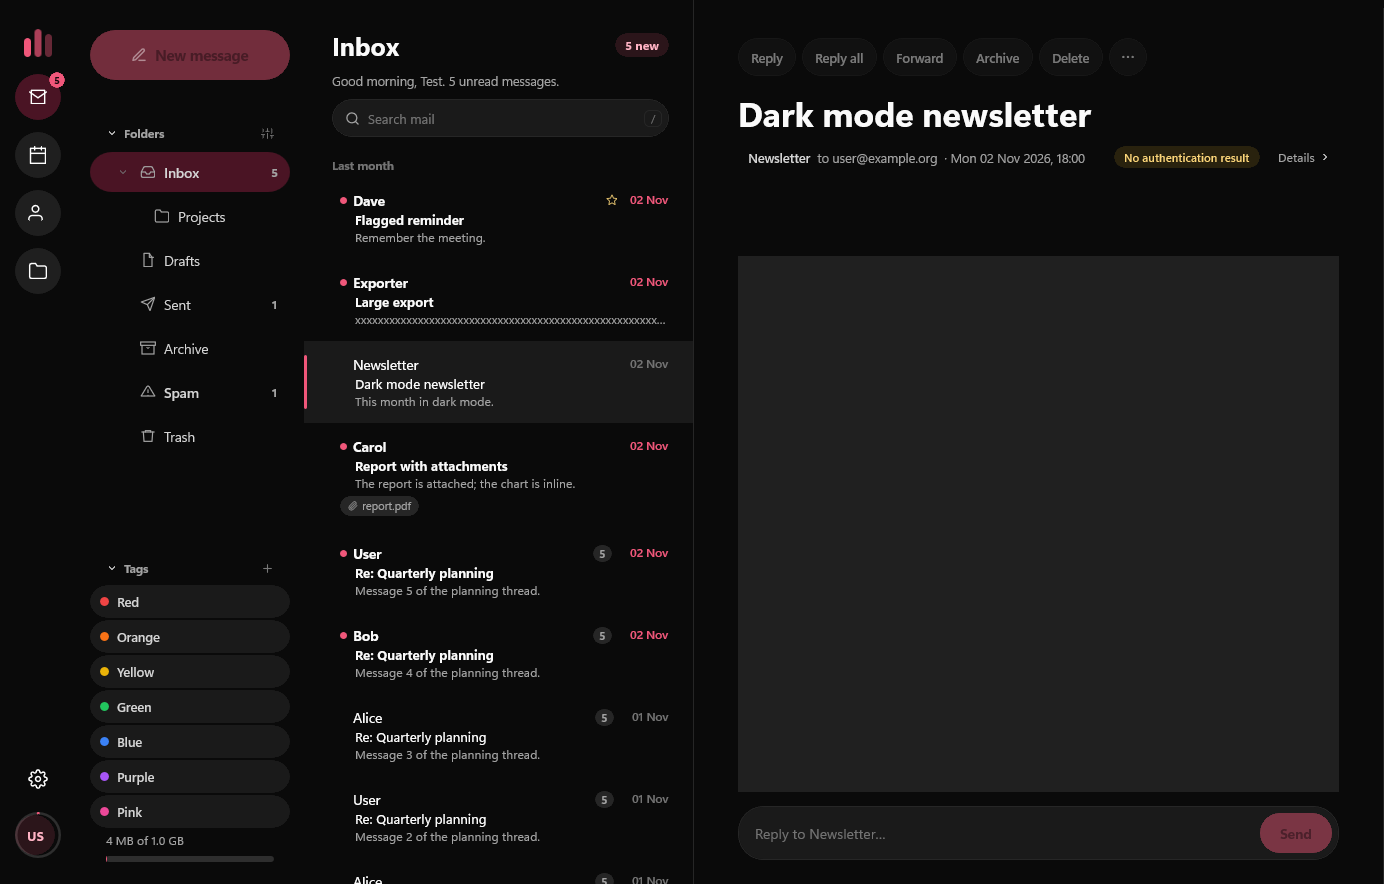 5
New message
Folders
Inbox 5
Projects
Drafts
Sent 1
Archive
Spam 1
Trash
Tags
Red
Orange
Yellow
Green
Blue
Purple
Pink
4 MB of 1.0 GB
US
Inbox
5 new
Good morning, Test. 5 unread messages.
Search mail /
Last month
Dave 02 Nov
Flagged reminder
Remember the meeting.
Exporter 02 Nov
Large export
xxxxxxxxxxxxxxxxxxxxxxxxxxxxxxxxxxxxxxxxxxxxxxxxxxxxxx...
Newsletter 02 Nov
Dark mode newsletter
This month in dark mode.
Carol 02 Nov
Report with attachments
The report is attached; the chart is inline.
report.pdf
User 5 02 Nov
Re: Quarterly planning
Message 5 of the planning thread.
Bob 5 02 Nov
Re: Quarterly planning
Message 4 of the planning thread.
Alice 5 01 Nov
Re: Quarterly planning
Message 3 of the planning thread.
User 5 01 Nov
Re: Quarterly planning
Message 2 of the planning thread.
Alice 5 01 Nov
Reply Reply all Forward Archive Delete ···
Dark mode newsletter
Newsletter to user@example.org · Mon 02 Nov 2026, 18:00 No authentication result Details
Reply to Newsletter... Send